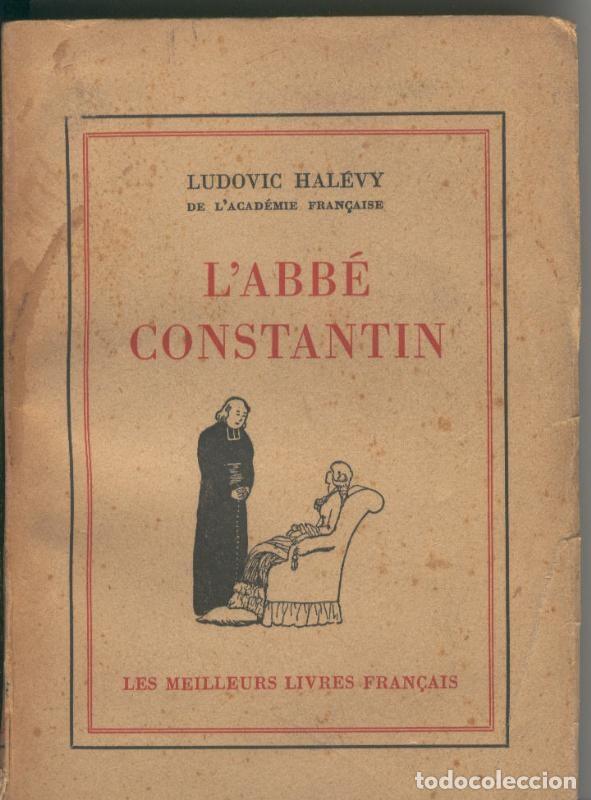 LUDOVIC HALÉVY
DE L'ACADÉMIE FRANÇAISE
L'ABBÉ
CONSTANTIN
LES MEILLEURS LIVRES FRANÇAIS
todocoleccion